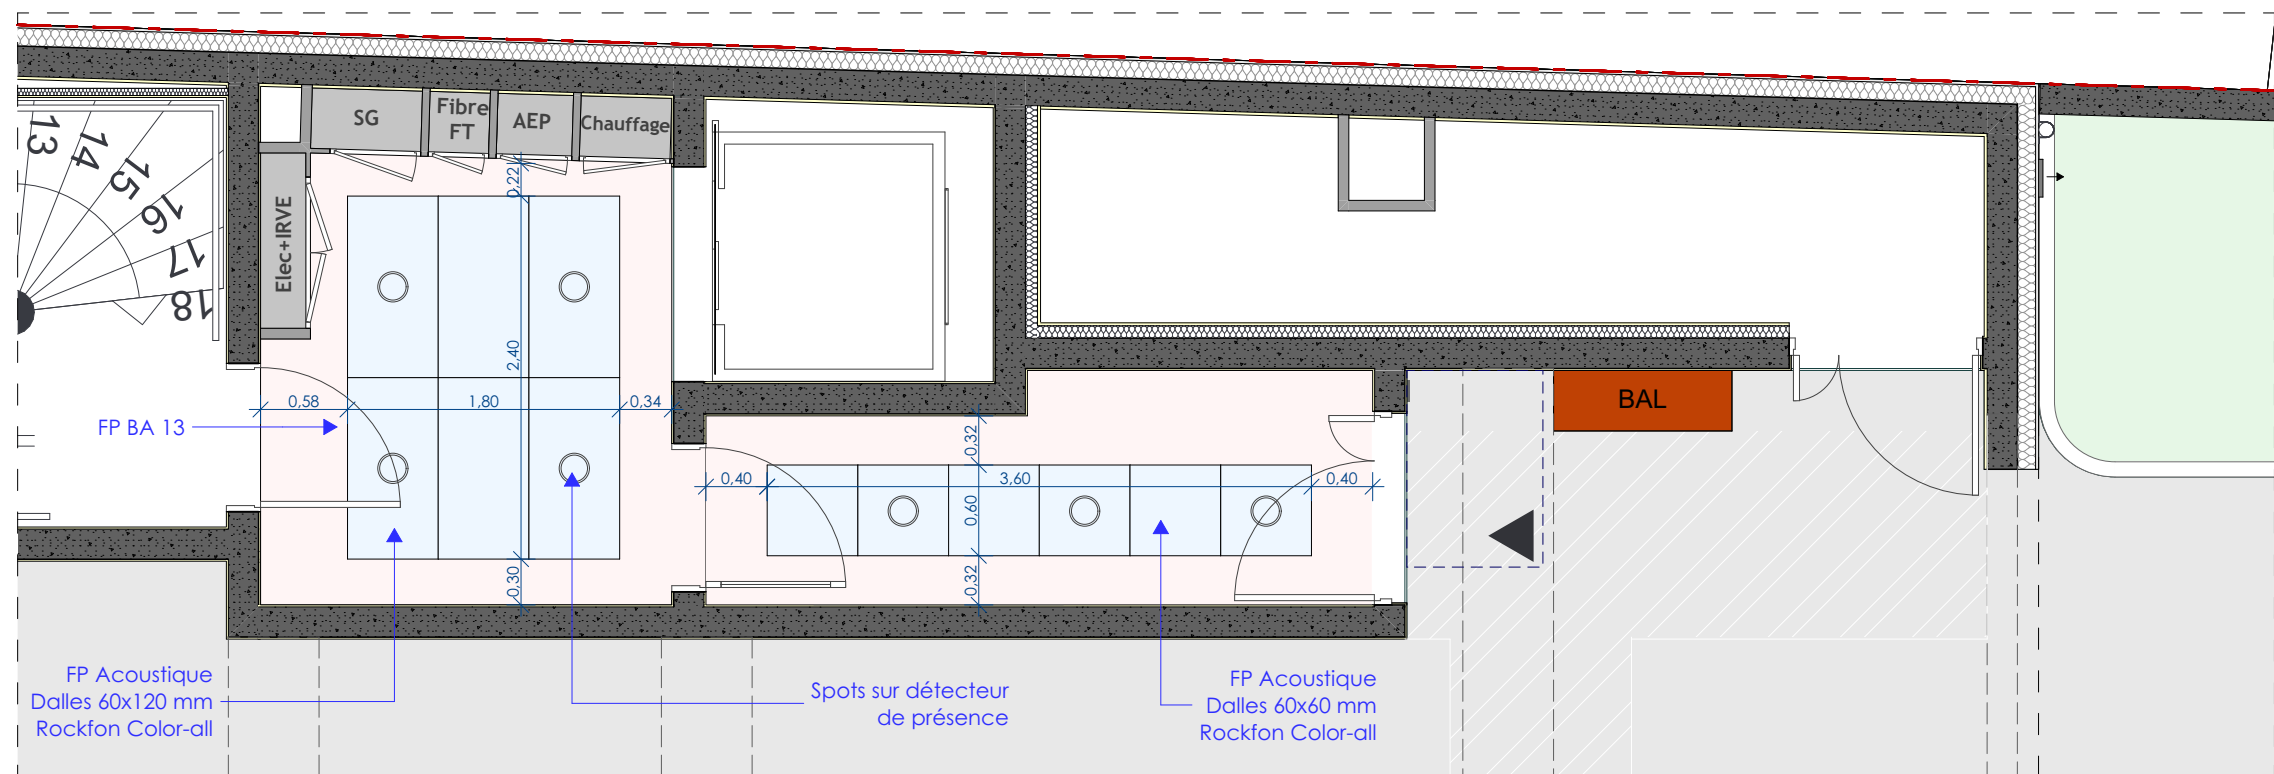 SG
Fibre
FT
AEP
Chauffage
13
14
15
16
17
18
Elec+IRVE
0,22
2,40
0,58
1,80
0,34
FP BA 13
BAL
0,32
0,40
3,60
0,40
0,60
0,30
0,32
FP Acoustique
Dalles 60x120 mm
Rockfon Color-all
Spots sur détecteur
de présence
FP Acoustique
Dalles 60x60 mm
Rockfon Color-all